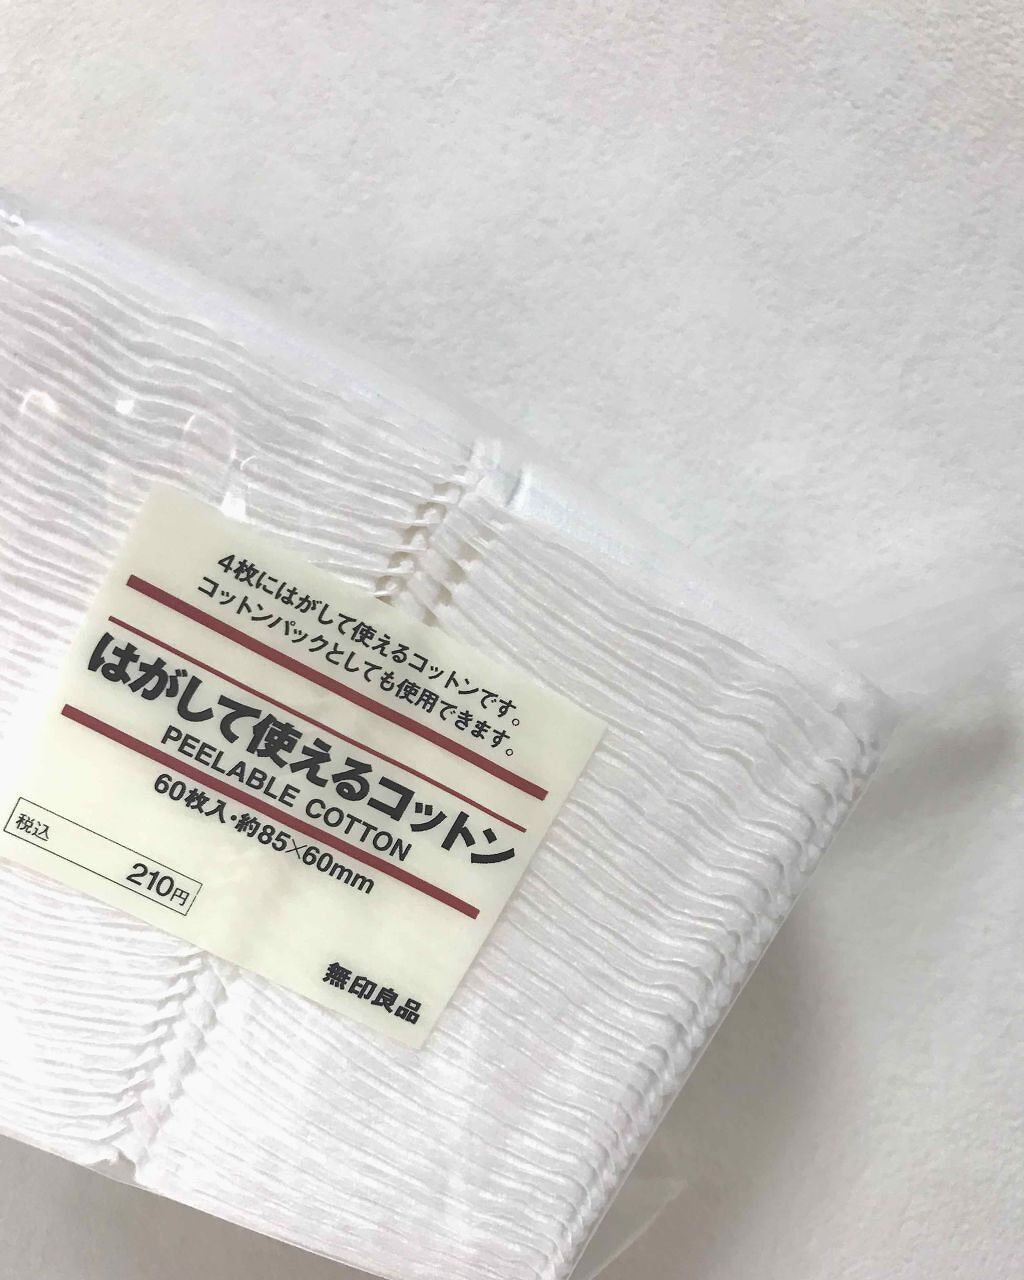 4枚にはがして使えるコットンです。
コットンパックとしても使用できます。
はがして使えるコットン
PEELABLE COTTON
60枚入・約85×60mm
税込
210円
無印良品